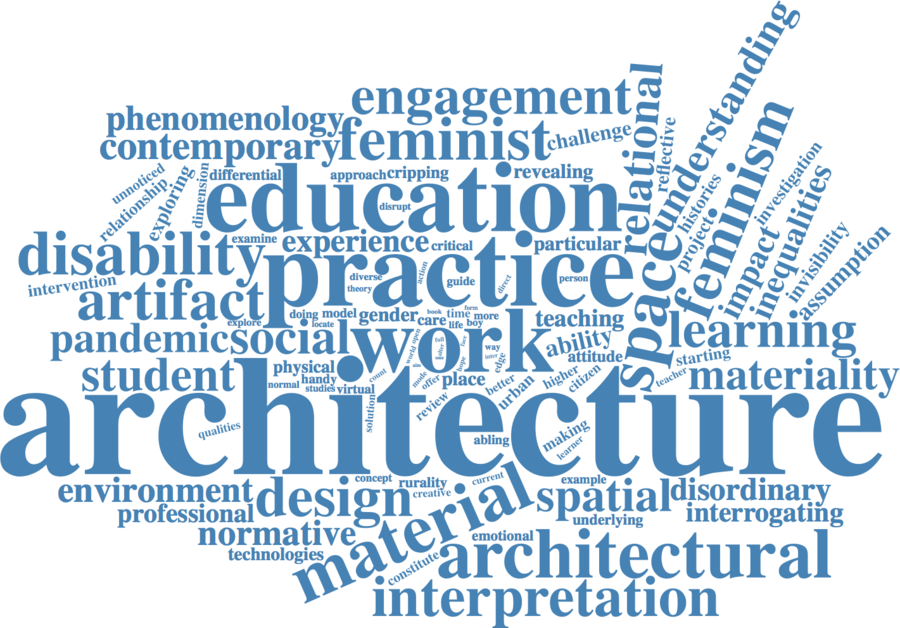 understanding
relational
engagement
phenomenology
feminist
challenge
reflective
contemporary
feminism
investigation
unnoticed
relationship
exploring
dimension
differential
approach
cripping
revealing
histories
project
impact
inequalities
education
disrupt
space
invisibility
assumption
disability
examine
experience
critical
particular
intervention
practice
diverse
theory
action
guide
direct
person
artifact
explore
doing
locate
model
gender
care
book
time
form
more
life
boy
teaching
learning
pandemic
social
work
world
open
full
way
latter
edge
ability
attitude
starting
teacher
student
physical
normal
handy
studies
virtual
count
mode
offer
place
better
urban
higher
citizen
materiality
solution
review
architecture
qualities
abling
making
learner
environment
design
concept
rurality
creative
current
example
spatial
disordinary
professional
material
underlying
interrogating
normative
technologies
emotional
constitute
architectural
interpretation